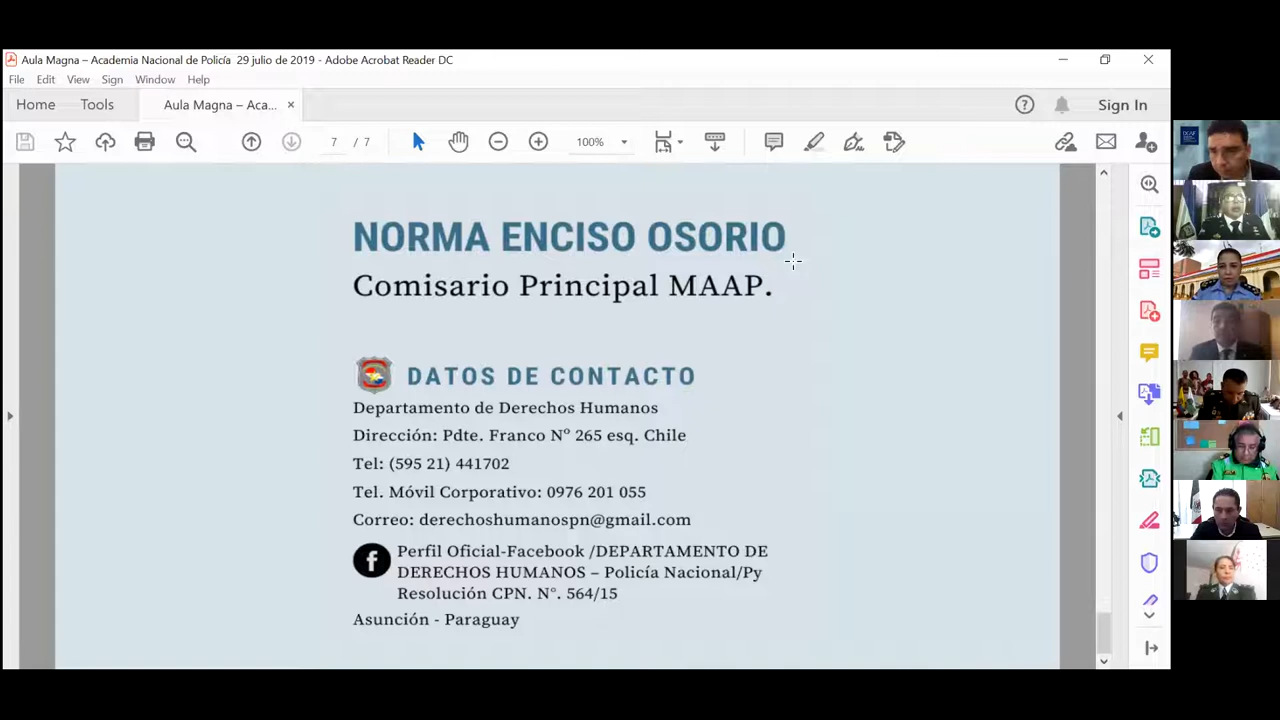 Aula Magna – Academia Nacional de Policía 29 julio de 2019 - Adobe Acrobat Reader DC
File Edit View Sign Window Help
Home Tools Aula Magna – Aca... Sign In
7 / 7 100%
NORMA ENCISO OSORIO
Comisario Principal MAAP.
DATOS DE CONTACTO
Departamento de Derechos Humanos
Dirección: Pdte. Franco Nº 265 esq. Chile
Tel: (595 21) 441702
Tel. Móvil Corporativo: 0976 201 055
Correo: derechoshumanospn@gmail.com
Perfil Oficial-Facebook /DEPARTAMENTO DE
DERECHOS HUMANOS – Policía Nacional/Py
Resolución CPN. N°. 564/15
Asunción - Paraguay
DCAF